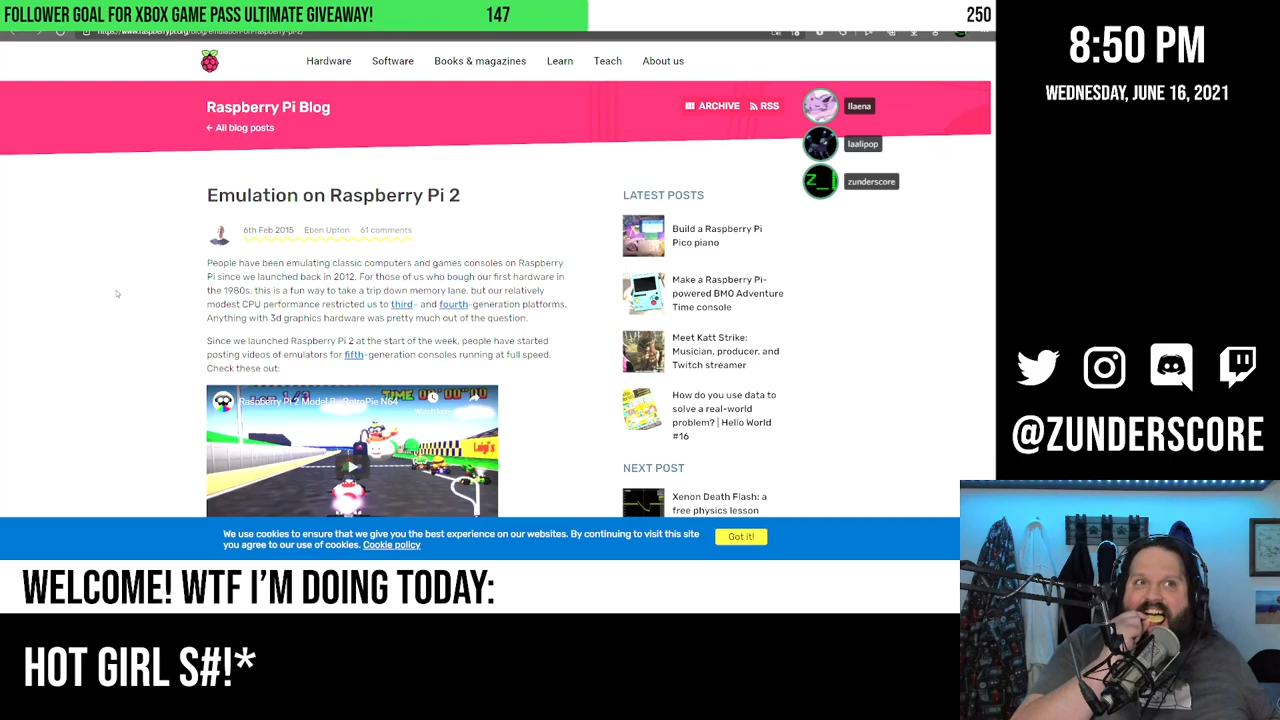 FOLLOWER GOAL FOR XBOX GAME PASS ULTIMATE GIVEAWAY!
147
250
8:50 PM
WEDNESDAY, JUNE 16, 2021
Hardware
Software
Books & magazines
Learn
Teach
About us
Raspberry Pi Blog
ARCHIVE
RSS
← All blog posts
llaena
laalipop
Z_
zunderscore
Emulation on Raspberry Pi 2
6th Feb 2015
Eben Upton
61 comments
People have been emulating classic computers and games consoles on Raspberry
Pi since we launched back in 2012. For those of us who bough our first hardware in
the 1980s, this is a fun way to take a trip down memory lane, but our relatively
modest CPU performance restricted us to third- and fourth-generation platforms.
Anything with 3d graphics hardware was pretty much out of the question.
Since we launched Raspberry Pi 2 at the start of the week, people have started
posting videos of emulators for fifth-generation consoles running at full speed.
Check these out:
TIME 00'00"00
Luigi's
LATEST POSTS
Build a Raspberry Pi
Pico piano
Make a Raspberry Pi-
powered BMO Adventure
Time console
Meet Katt Strike:
Musician, producer, and
Twitch streamer
How do you use data to
solve a real-world
problem? | Hello World
#16
NEXT POST
Xenon Death Flash: a
free physics lesson
We use cookies to ensure that we give you the best experience on our websites. By continuing to visit this site
you agree to our use of cookies. Cookie policy
Got it!
@ZUNDERSCORE
WELCOME! WTF I'M DOING TODAY:
HOT GIRL S#!*